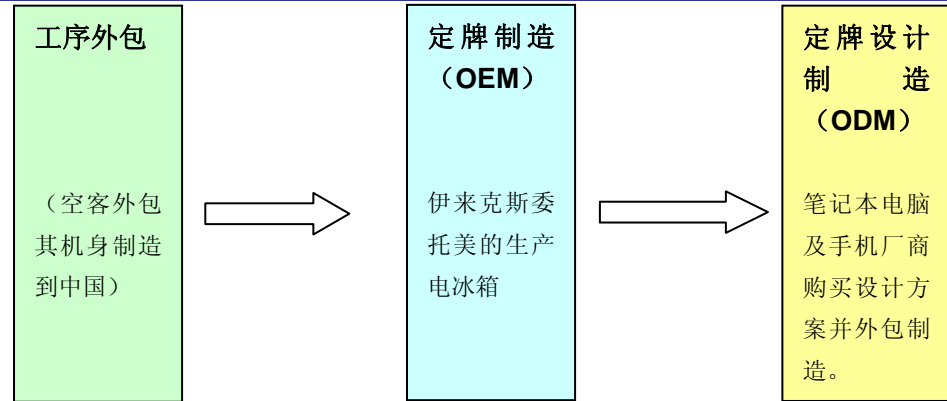 工序外包
（空客外包
其机身制造
到中国）
定牌制造
（OEM）
伊来克斯委
托美的生产
电冰箱
定牌设计
制造
（ODM）
笔记本电脑
及手机厂商
购买设计方
案并外包制
造。